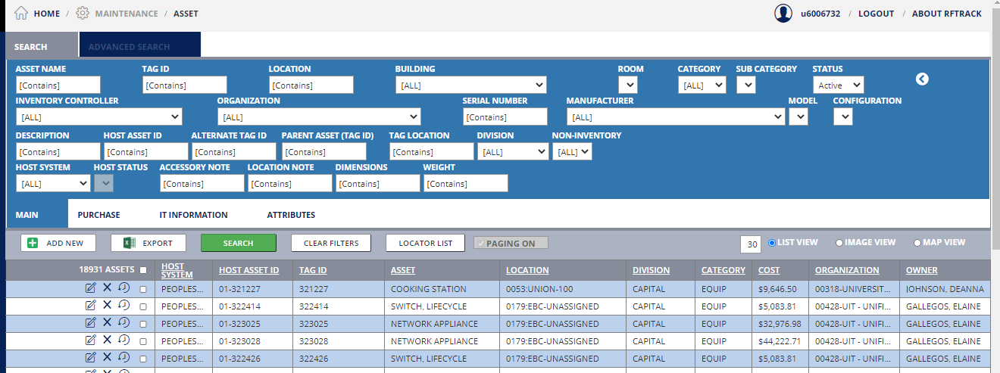 HOME / MAINTENANCE / ASSET u6006732 / LOGOUT / ABOUT RFTRACK
SEARCH ADVANCED SEARCH
ASSET NAME TAG ID LOCATION BUILDING ROOM CATEGORY SUB CATEGORY STATUS
[Contains] [Contains] [Contains] [ALL] [ALL] Active
INVENTORY CONTROLLER ORGANIZATION SERIAL NUMBER MANUFACTURER MODEL CONFIGURATION
[ALL] [ALL] [Contains] [ALL]
DESCRIPTION HOST ASSET ID ALTERNATE TAG ID PARENT ASSET (TAG ID) TAG LOCATION DIVISION NON-INVENTORY
[Contains] [Contains] [Contains] [Contains] [Contains] [ALL] [ALL]
HOST SYSTEM HOST STATUS ACCESSORY NOTE LOCATION NOTE DIMENSIONS WEIGHT
[ALL] [Contains] [Contains] [Contains] [Contains]
MAIN PURCHASE IT INFORMATION ATTRIBUTES
ADD NEW EXPORT SEARCH CLEAR FILTERS LOCATOR LIST PAGING ON 30 LIST VIEW IMAGE VIEW MAP VIEW
18931 ASSETS HOST SYSTEM HOST ASSET ID TAG ID ASSET LOCATION DIVISION CATEGORY COST ORGANIZATION OWNER
PEOPLES... 01-321227 321227 COOKING STATION 0053:UNION-100 CAPITAL EQUIP $9,646.50 00318-UNIVERSIT... JOHNSON, DEANNA
PEOPLES... 01-322414 322414 SWITCH, LIFECYCLE 0179:EBC-UNASSIGNED CAPITAL EQUIP $5,083.81 00428-UIT - UNIFI... GALLEGOS, ELAINE
PEOPLES... 01-323025 323025 NETWORK APPLIANCE 0179:EBC-UNASSIGNED CAPITAL EQUIP $32,976.98 00428-UIT - UNIFI... GALLEGOS, ELAINE
PEOPLES... 01-323028 323028 NETWORK APPLIANCE 0179:EBC-UNASSIGNED CAPITAL EQUIP $44,222.71 00428-UIT - UNIFI... GALLEGOS, ELAINE
PEOPLES... 01-322426 322426 SWITCH, LIFECYCLE 0179:EBC-UNASSIGNED CAPITAL EQUIP $5,083.81 00428-UIT - UNIFI... GALLEGOS, ELAINE